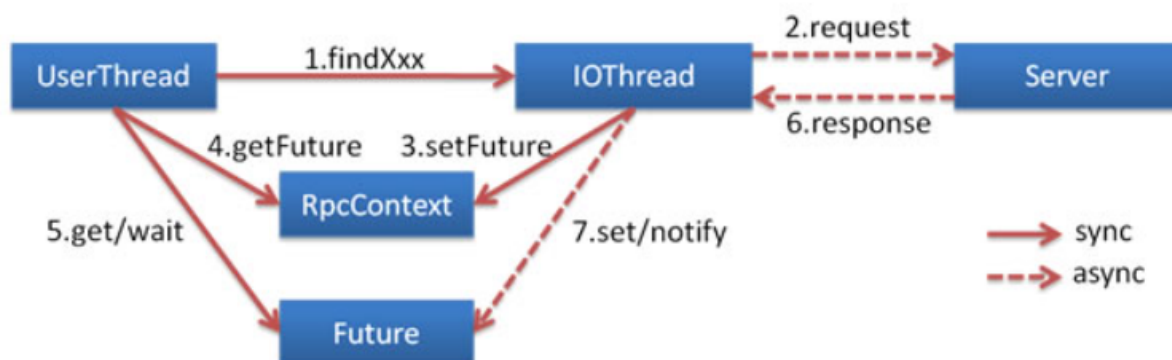 2.request
UserThread
1.findXxx
IOThread
Server
6.response
4.getFuture
3.setFuture
RpcContext
5.get/wait
7.set/notify
sync
async
Future